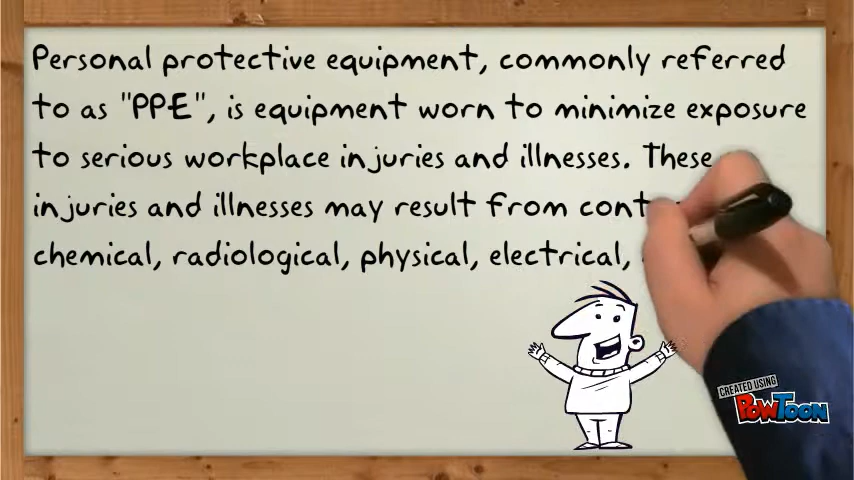 Personal protective equipment, commonly referred
to as "PPE", is equipment worn to minimize exposure
to serious workplace injuries and illnesses. These
injuries and illnesses may result from
chemical, radiological, physical, electrical,
CREATED USING
POWTOON